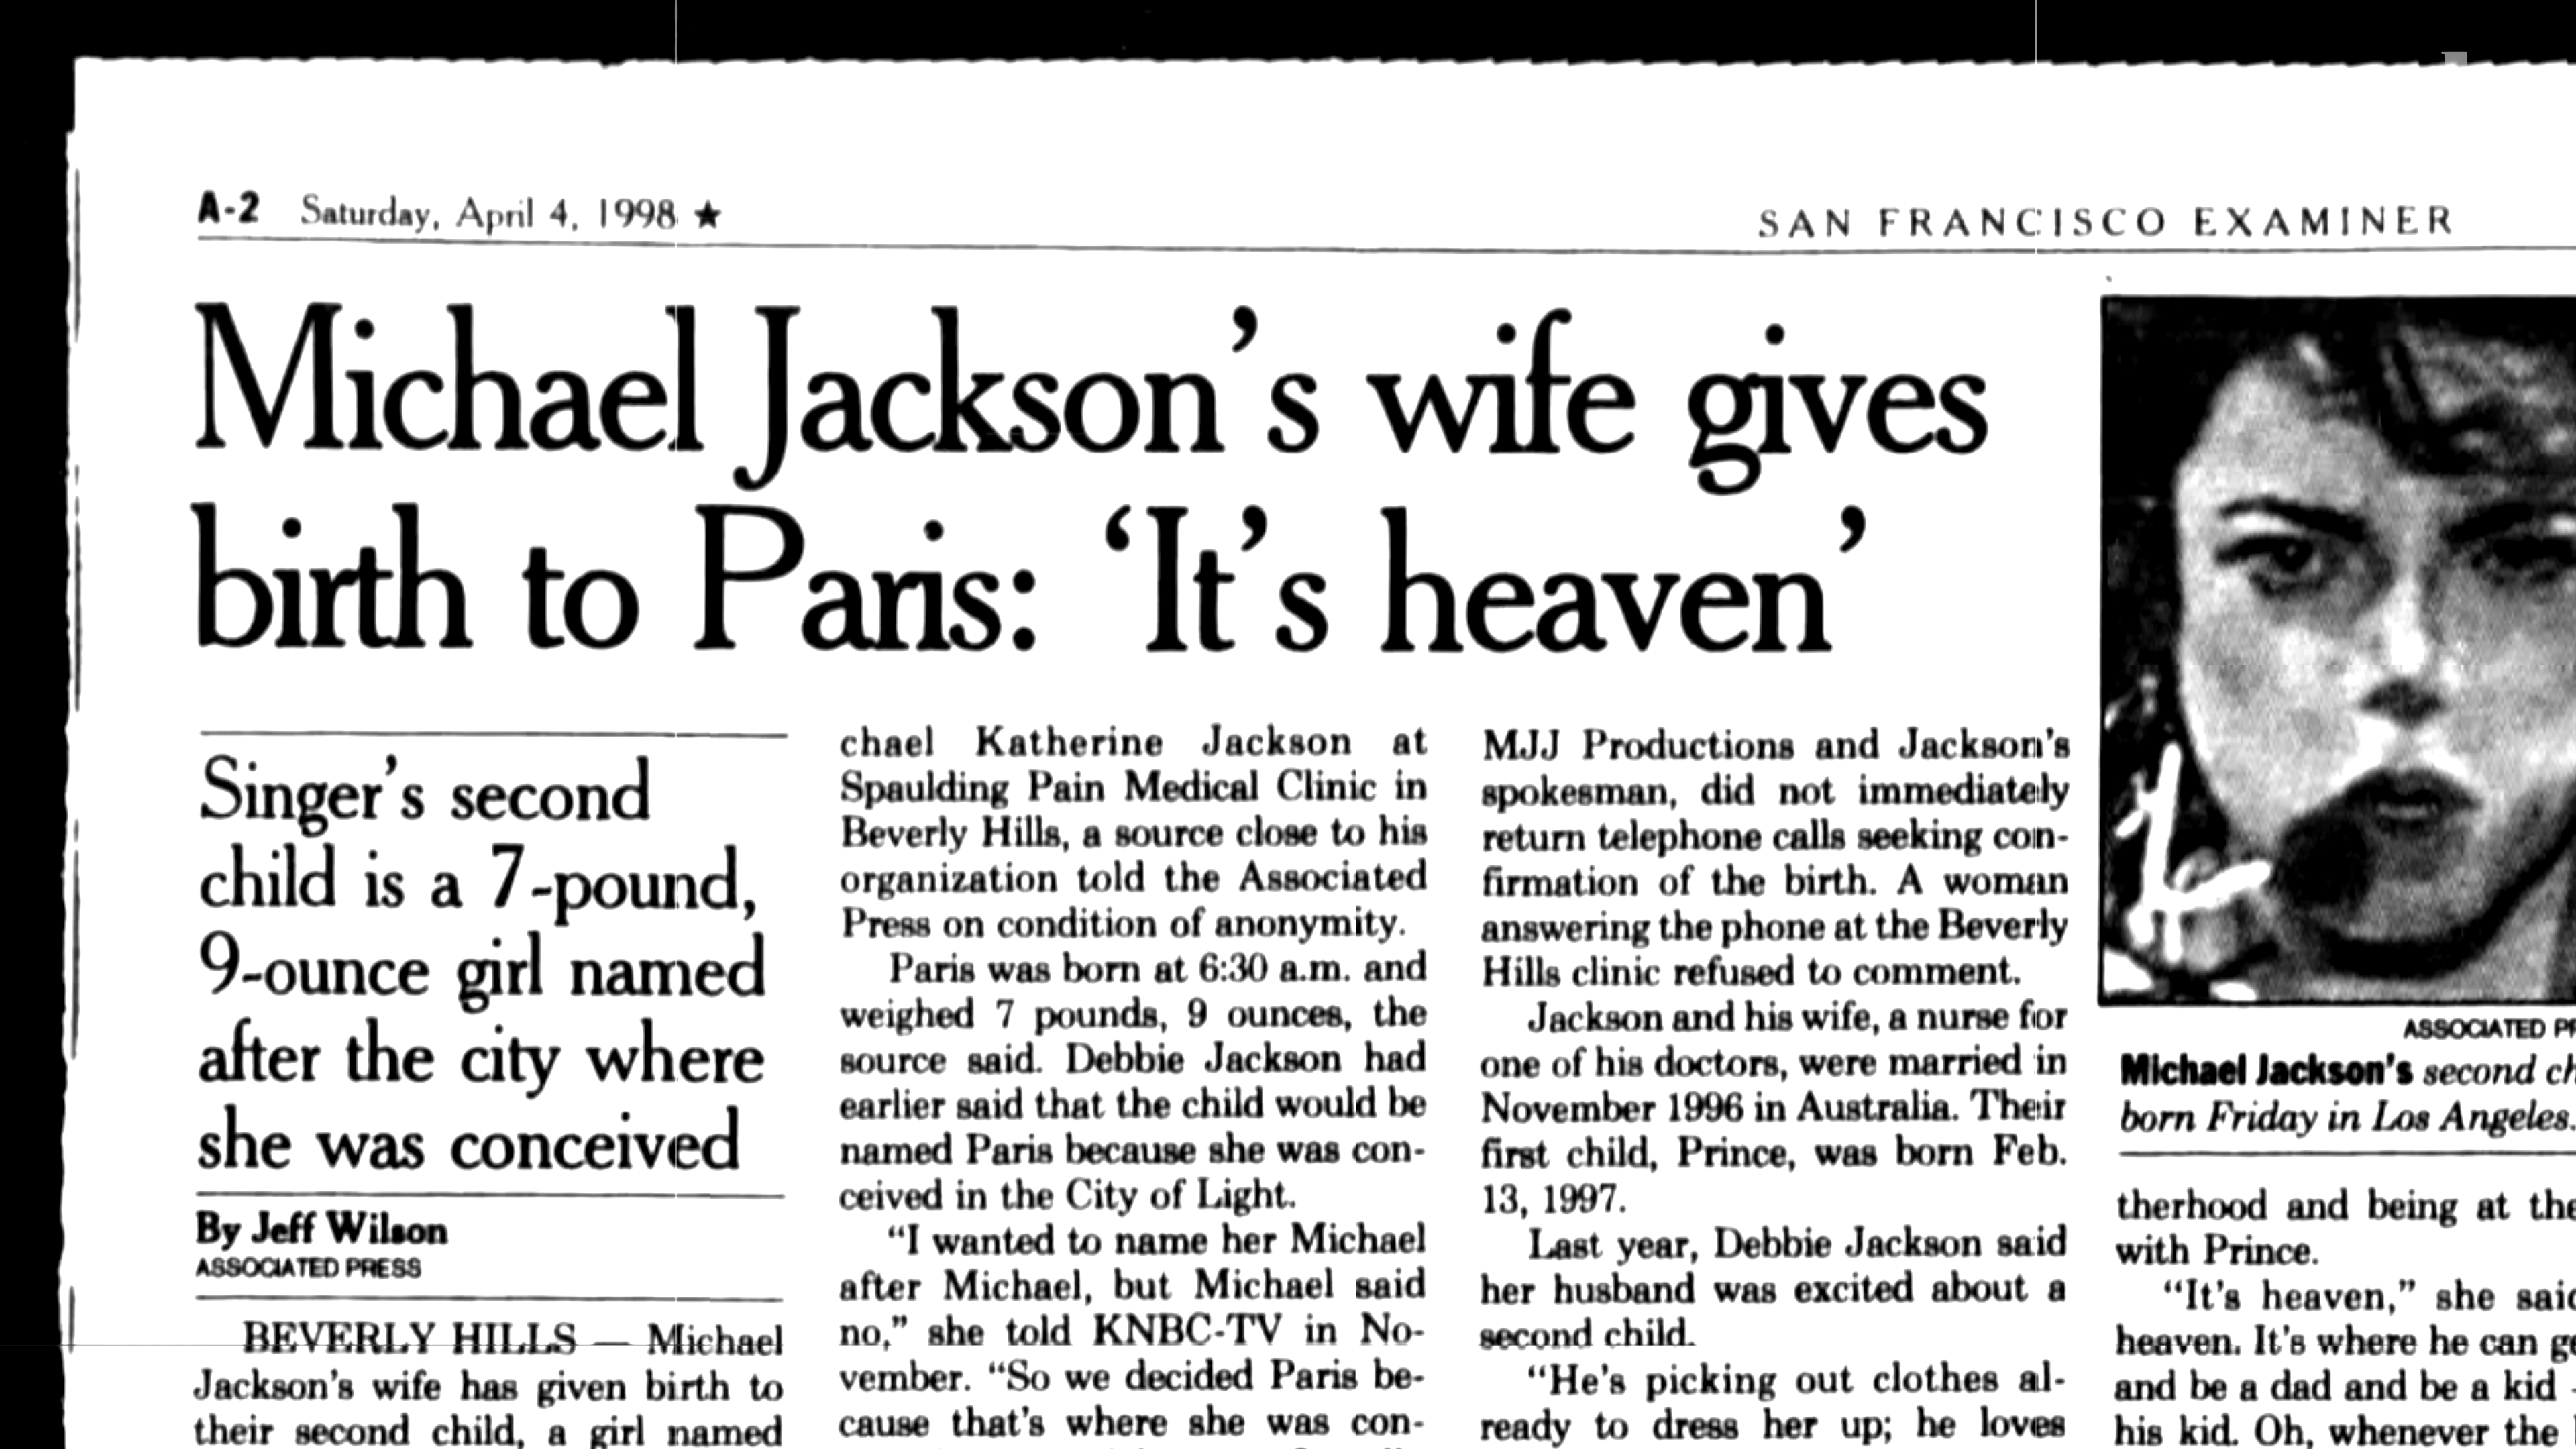 A-2 Saturday, April 4, 1998 ★
SAN FRANCISCO EXAMINER
Michael Jackson's wife gives
birth to Paris: 'It's heaven'
Singer's second
child is a 7-pound,
9-ounce girl named
after the city where
she was conceived
By Jeff Wilson
ASSOCIATED PRESS
BEVERLY HILLS — Michael
Jackson's wife has given birth to
their second child, a girl named
chael Katherine Jackson at
Spaulding Pain Medical Clinic in
Beverly Hills, a source close to his
organization told the Associated
Press on condition of anonymity.
Paris was born at 6:30 a.m. and
weighed 7 pounds, 9 ounces, the
source said. Debbie Jackson had
earlier said that the child would be
named Paris because she was con-
ceived in the City of Light.
"I wanted to name her Michael
after Michael, but Michael said
no," she told KNBC-TV in No-
vember. "So we decided Paris be-
cause that's where she was con-
MJJ Productions and Jackson's
spokesman, did not immediately
return telephone calls seeking con-
firmation of the birth. A woman
answering the phone at the Beverly
Hills clinic refused to comment.
Jackson and his wife, a nurse for
one of his doctors, were married in
November 1996 in Australia. Their
first child, Prince, was born Feb.
13, 1997.
Last year, Debbie Jackson said
her husband was excited about a
second child.
"He's picking out clothes al-
ready to dress her up; he loves
ASSOCIATED
Michael Jackson's second
born Friday in Los Angeles.
therhood and being at the
with Prince.
"It's heaven," she
heaven. It's where he can
and be a dad and be a kid
his kid. Oh, whenever the